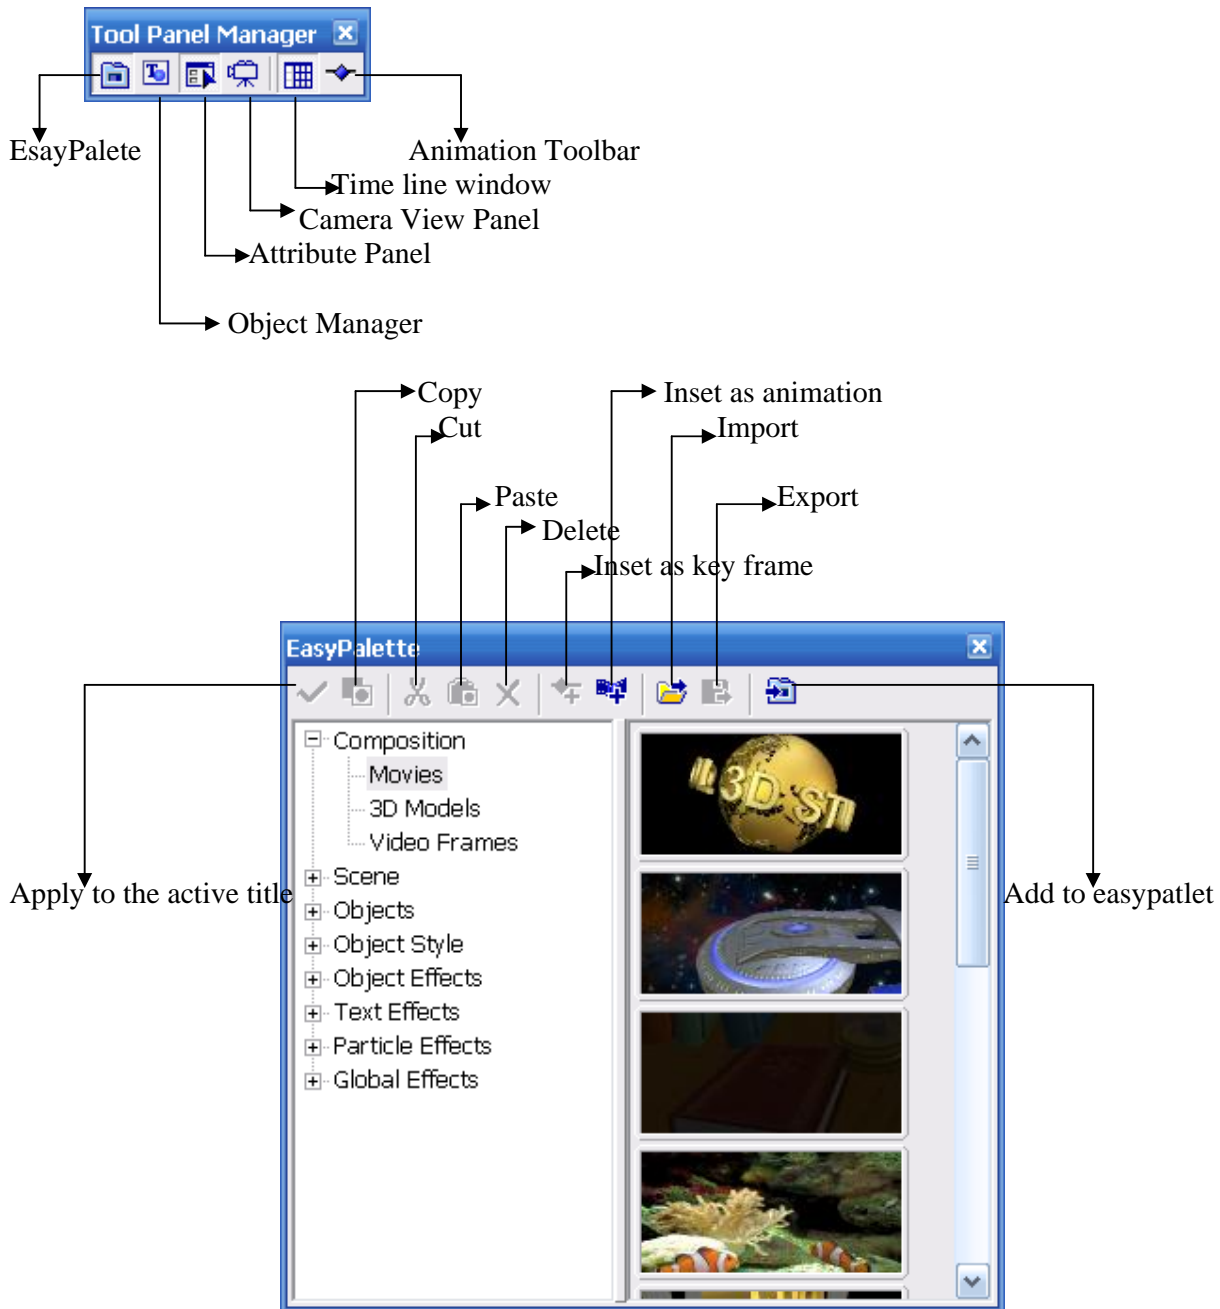 Tool Panel Manager
EsayPalete
Animation Toolbar
Time line window
Camera View Panel
Attribute Panel
Object Manager
Copy
Inset as animation
Cut
Import
Paste
Export
Delete
Inset as key frame
EasyPalette
Composition
Movies
3D Models
Video Frames
Scene
Objects
Object Style
Object Effects
Text Effects
Particle Effects
Global Effects
3D
Apply to the active title
Add to easypatlet